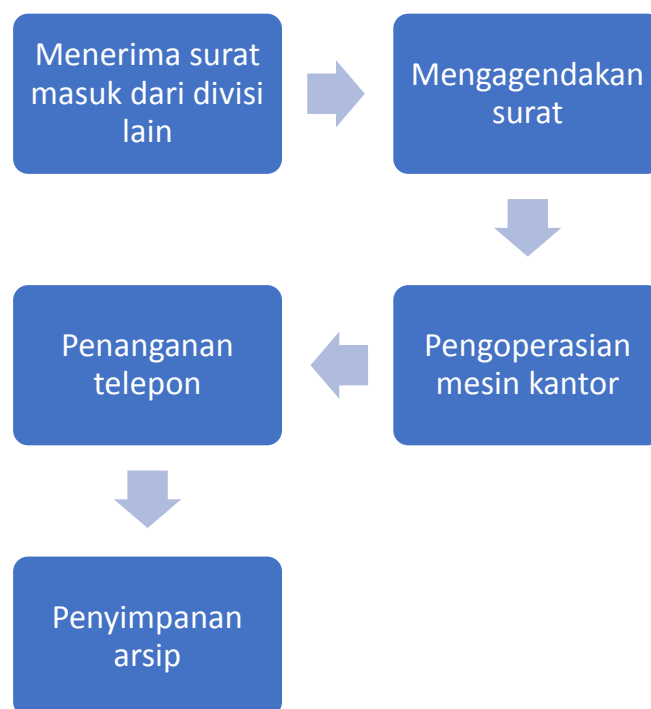 Menerima surat
masuk dari divisi
lain
Mengagendakan
surat
Pengoperasian
mesin kantor
Penanganan
telepon
Penyimpanan
arsip